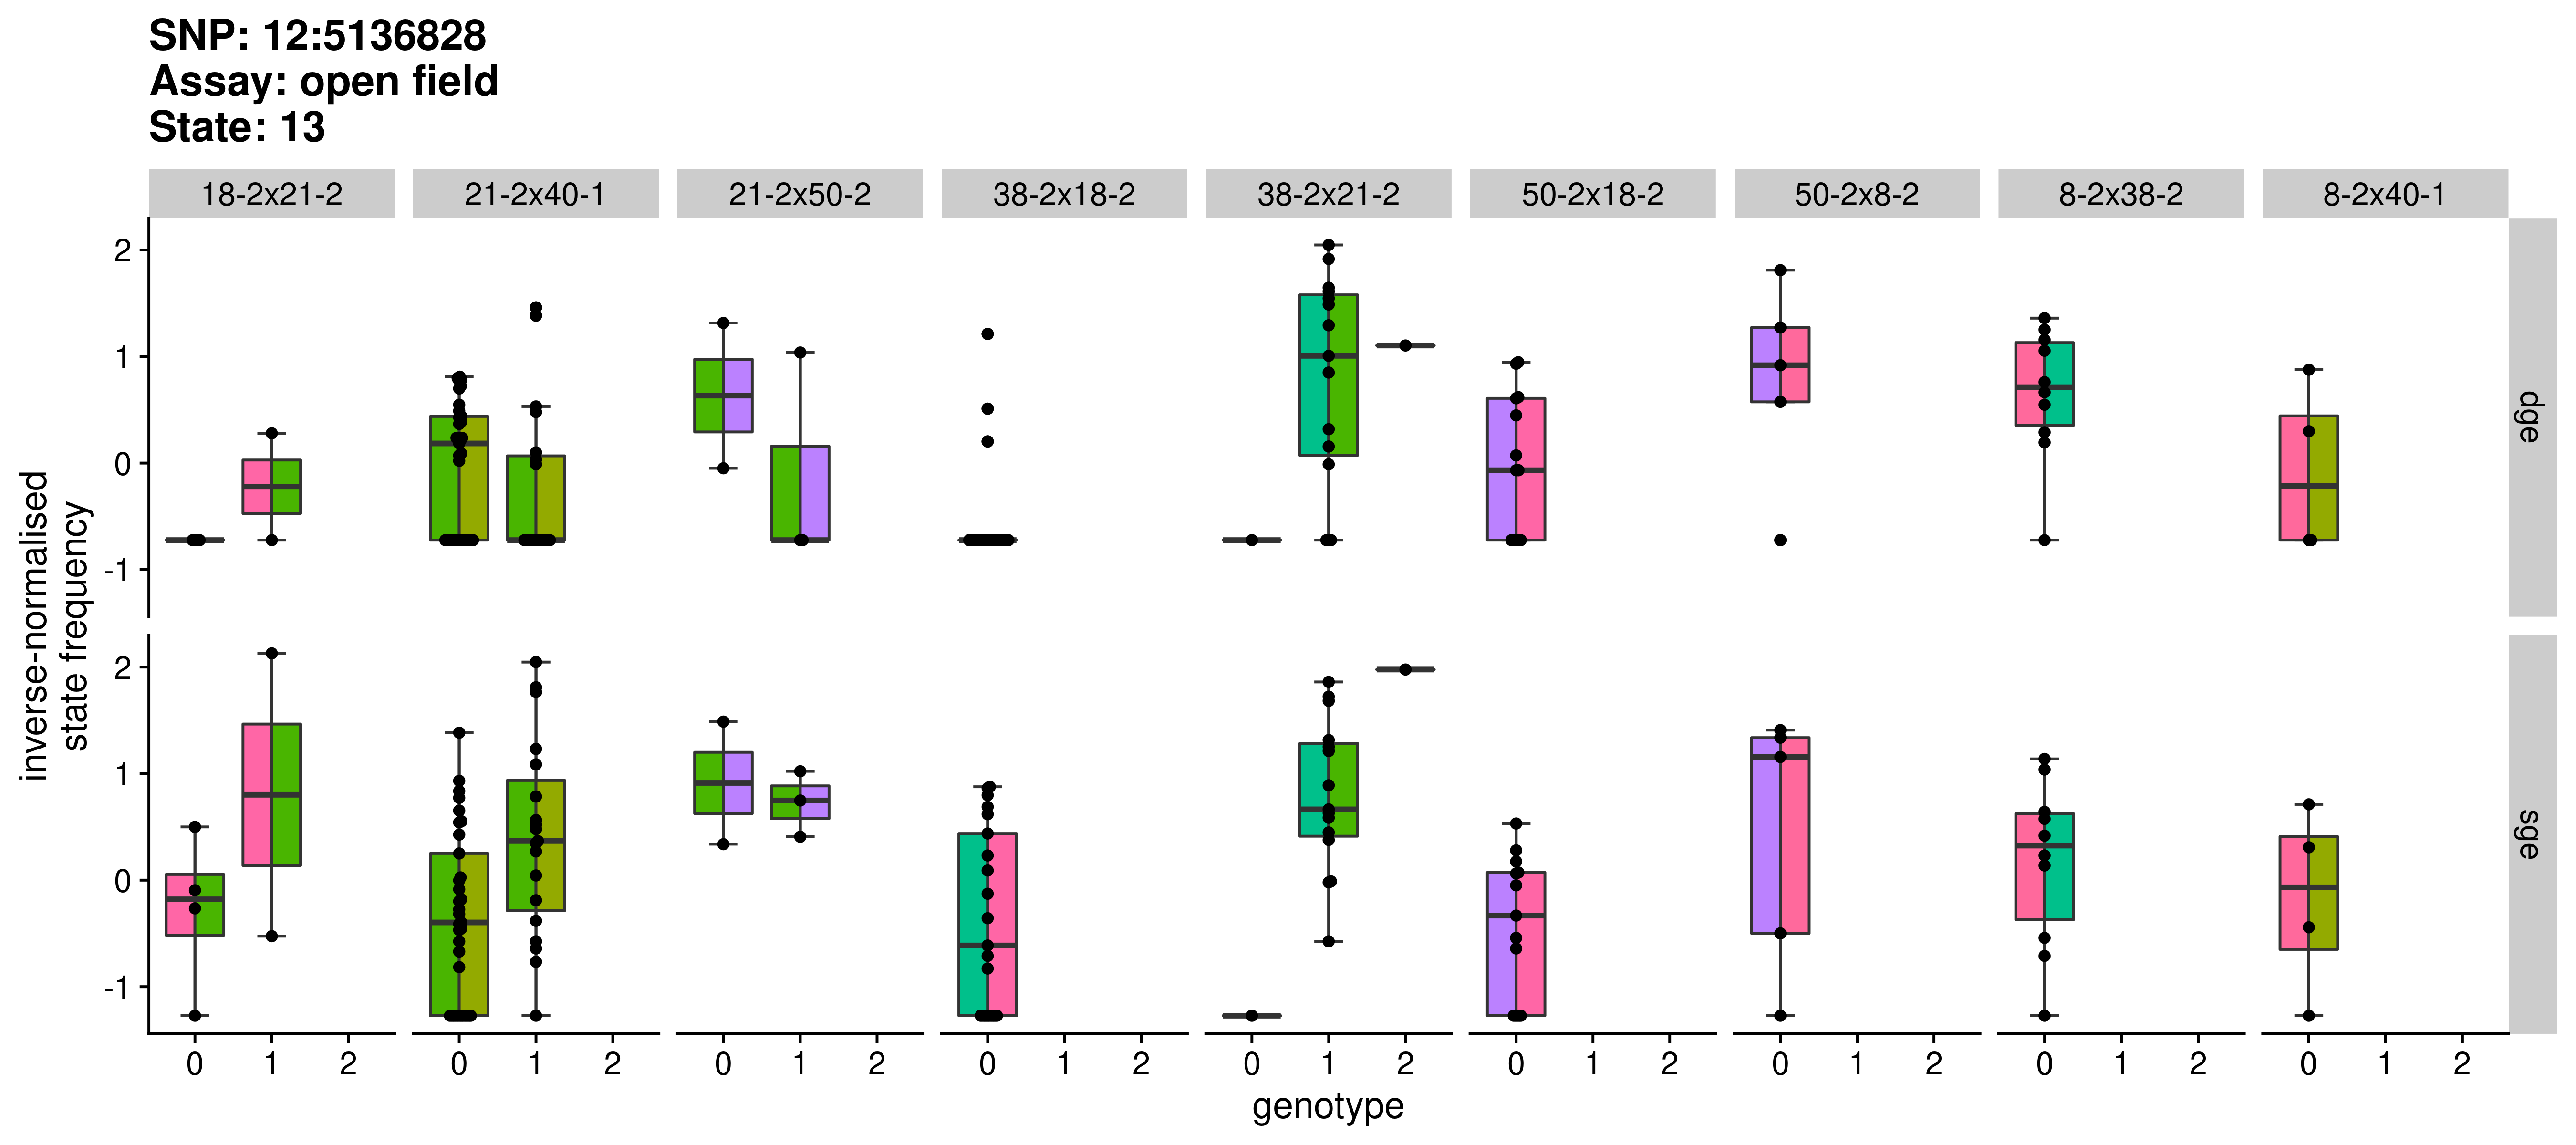 SNP: 12:5136828
Assay: open field
State: 13
18-2x21-2 21-2x40-1 21-2x50-2 38-2x18-2 38-2x21-2 50-2x18-2 50-2x8-2 8-2x38-2 8-2x40-1
2
1
0
-1
dge
2
1
0
-1
sge
inverse-normalised
state frequency
0 1 2 0 1 2 0 1 2 0 1 2 0 1 2 0 1 2 0 1 2 0 1 2 0 1 2
genotype